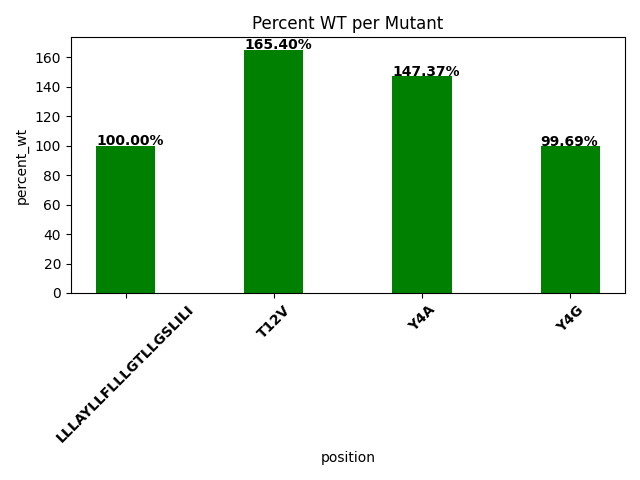 Percent WT per Mutant
percent_wt
160
140
120
100
80
60
40
20
0
100.00%
165.40%
147.37%
99.69%
LLLAYLLFLLLGTLLGSLILI
T12V
Y4A
Y4G
position